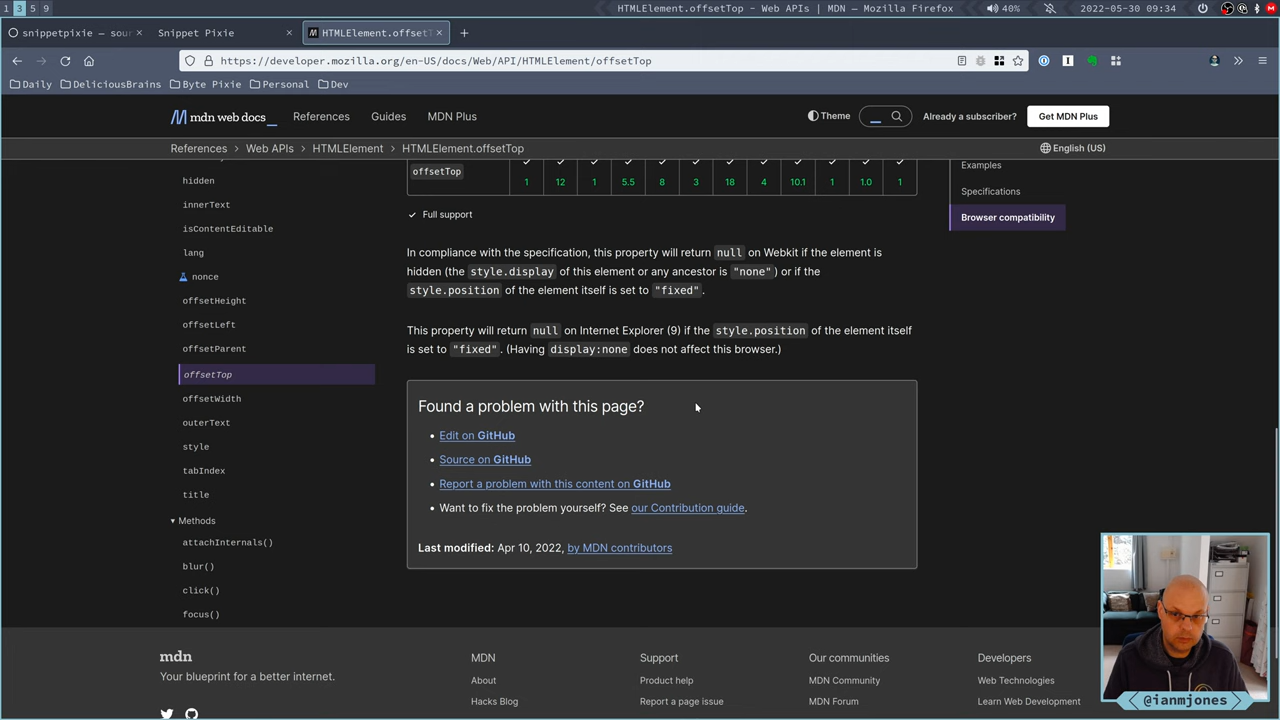 1 3 5 9
HTMLElement.offsetTop - Web APIs | MDN — Mozilla Firefox
40%
2022-05-30 09:34
snippetpixie — sour
Snippet Pixie
HTMLElement.offsetT
https://developer.mozilla.org/en-US/docs/Web/API/HTMLElement/offsetTop
Daily
DeliciousBrains
Byte Pixie
Personal
Dev
mdn web docs_
References
Guides
MDN Plus
Theme
Already a subscriber?
Get MDN Plus
References > Web APIs > HTMLElement > HTMLElement.offsetTop
English (US)
hidden
innerText
isContentEditable
lang
nonce
offsetHeight
offsetLeft
offsetParent
offsetTop
offsetWidth
outerText
style
tabIndex
title
Methods
attachInternals()
blur()
click()
focus()
offsetTop
1 12 1 5.5 8 3 18 4 10.1 1 1.0 1
Full support
In compliance with the specification, this property will return null on Webkit if the element is
hidden (the style.display of this element or any ancestor is "none") or if the
style.position of the element itself is set to "fixed".
This property will return null on Internet Explorer (9) if the style.position of the element itself
is set to "fixed". (Having display:none does not affect this browser.)
Found a problem with this page?
• Edit on GitHub
• Source on GitHub
• Report a problem with this content on GitHub
• Want to fix the problem yourself? See our Contribution guide.
Last modified: Apr 10, 2022, by MDN contributors
Examples
Specifications
Browser compatibility
mdn
Your blueprint for a better internet.
MDN
About
Hacks Blog
Support
Product help
Report a page issue
Our communities
MDN Community
MDN Forum
Developers
Web Technologies
Learn Web Development
@ianmjones